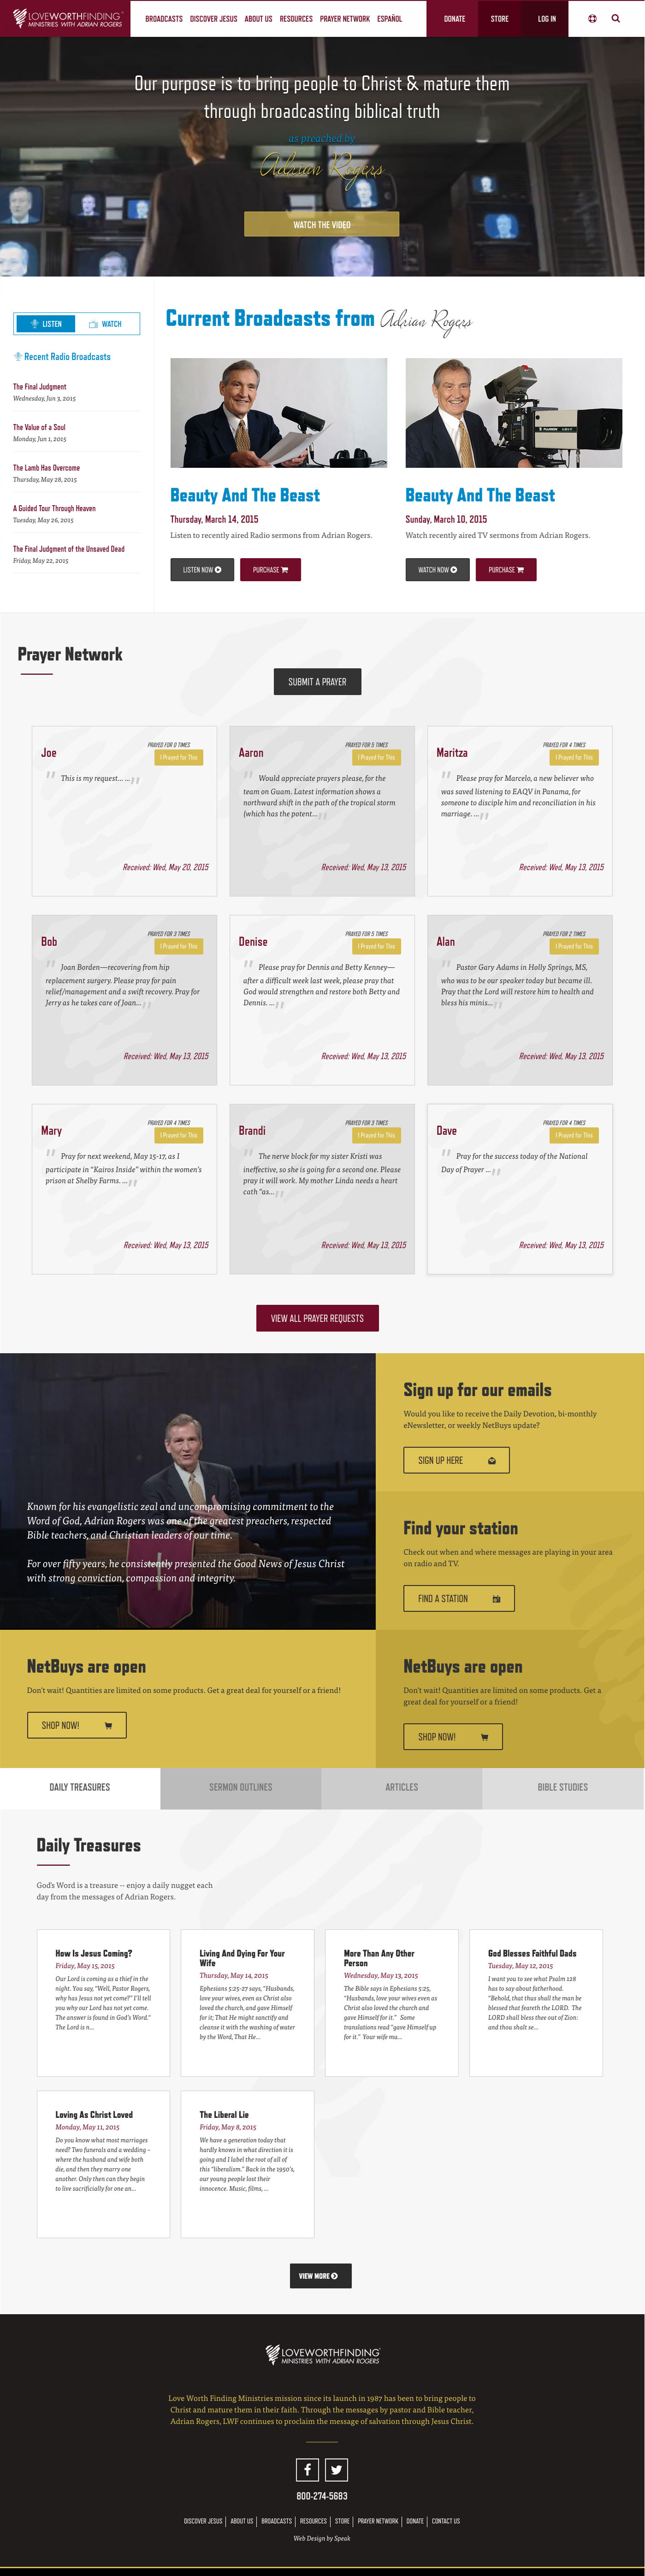 LOVEWORTHFINDING
MINISTRIES WITH ADRIAN ROGERS
BROADCASTS DISCOVER JESUS ABOUT US RESOURCES PRAYER NETWORK ESPAÑOL
DONATE STORE LOG IN
Our purpose is to bring people to Christ & mature them
through broadcasting biblical truth
as preached by
Adrian Rogers
WATCH THE VIDEO
LISTEN WATCH
Recent Radio Broadcasts
The Final Judgment
Wednesday, Jun 3, 2015
The Value of a Soul
Monday, Jun 1, 2015
The Lamb Has Overcome
Thursday, May 28, 2015
A Guided Tour Through Heaven
Tuesday, May 26, 2015
The Final Judgment of the Unsaved Dead
Friday, May 22, 2015
Current Broadcasts from Adrian Rogers
Beauty And The Beast
Thursday, March 14, 2015
Listen to recently aired Radio sermons from Adrian Rogers.
LISTEN NOW PURCHASE
Beauty And The Beast
Sunday, March 10, 2015
Watch recently aired TV sermons from Adrian Rogers.
WATCH NOW PURCHASE
Prayer Network
SUBMIT A PRAYER
PRAYED FOR 0 TIMES
Joe I Prayed for This
" This is my request... ..."
Received: Wed, May 20, 2015
PRAYED FOR 5 TIMES
Aaron I Prayed for This
" Would appreciate prayers please, for the
team on Guam. Latest information shows a
northward shift in the path of the tropical storm
(which has the potent..."
Received: Wed, May 13, 2015
PRAYED FOR 4 TIMES
Maritza I Prayed for This
" Please pray for Marcelo, a new believer who
was saved listening to EAQV in Panama, for
someone to disciple him and reconciliation in his
marriage. ..."
Received: Wed, May 13, 2015
PRAYED FOR 3 TIMES
Bob I Prayed for This
" Joan Borden—recovering from hip
replacement surgery. Please pray for pain
relief/management and a swift recovery. Pray for
Jerry as he takes care of Joan..."
Received: Wed, May 13, 2015
PRAYED FOR 5 TIMES
Denise I Prayed for This
" Please pray for Dennis and Betty Kenney—
after a difficult week last week, please pray that
God would strengthen and restore both Betty and
Dennis. ..."
Received: Wed, May 13, 2015
PRAYED FOR 2 TIMES
Alan I Prayed for This
" Pastor Gary Adams in Holly Springs, MS,
who was to be our speaker today but became ill.
Pray that the Lord will restore him to health and
bless his minis..."
Received: Wed, May 13, 2015
PRAYED FOR 4 TIMES
Mary I Prayed for This
" Pray for next weekend, May 15-17, as I
participate in "Kairos Inside" within the women's
prison at Shelby Farms. ..."
Received: Wed, May 13, 2015
PRAYED FOR 3 TIMES
Brandi I Prayed for This
" The nerve block for my sister Kristi was
ineffective, so she is going for a second one. Please
pray it will work. My mother Linda needs a heart
cath "as..."
Received: Wed, May 13, 2015
PRAYED FOR 4 TIMES
Dave I Prayed for This
" Pray for the success today of the National
Day of Prayer ..."
Received: Wed, May 13, 2015
VIEW ALL PRAYER REQUESTS
Known for his evangelistic zeal and uncompromising commitment to the
Word of God, Adrian Rogers was one of the greatest preachers, respected
Bible teachers, and Christian leaders of our time.
For over fifty years, he consistently presented the Good News of Jesus Christ
with strong conviction, compassion and integrity.
Sign up for our emails
Would you like to receive the Daily Devotion, bi-monthly
eNewsletter, or weekly NetBuys update?
SIGN UP HERE
Find your station
Check out when and where messages are playing in your area
on radio and TV.
FIND A STATION
NetBuys are open
Don't wait! Quantities are limited on some products. Get a great deal for yourself or a friend!
SHOP NOW!
NetBuys are open
Don't wait! Quantities are limited on some products. Get a
great deal for yourself or a friend!
SHOP NOW!
DAILY TREASURES SERMON OUTLINES ARTICLES BIBLE STUDIES
Daily Treasures
God's Word is a treasure -- enjoy a daily nugget each
day from the messages of Adrian Rogers.
How Is Jesus Coming?
Friday, May 15, 2015
Our Lord is coming as a thief in the
night. You say, "Well, Pastor Rogers,
why has Jesus not yet come?" I'll tell
you why our Lord has not yet come.
The answer is found in God's Word."
The Lord is n...
Living And Dying For Your
Wife
Thursday, May 14, 2015
Ephesians 5:25-27 says, "Husbands,
love your wives, even as Christ also
loved the church, and gave Himself
for it; That He might sanctify and
cleanse it with the washing of water
by the Word, That He...
More Than Any Other
Person
Wednesday, May 13, 2015
The Bible says in Ephesians 5:25,
"Husbands, love your wives even as
Christ also loved the church and
gave Himself for it." Some
translations read "gave Himself up
for it." Your wife mu...
God Blesses Faithful Dads
Tuesday, May 12, 2015
I want you to see what Psalm 128
has to say about fatherhood.
"Behold, that thus shall the man be
blessed that feareth the LORD. The
LORD shall bless thee out of Zion:
and thou shalt se...
Loving As Christ Loved
Monday, May 11, 2015
Do you know what most marriages
need? Two funerals and a wedding –
where the husband and wife both
die, and then they marry one
another. Only then can they begin
to live sacrificially for one an...
The Liberal Lie
Friday, May 8, 2015
We have a generation today that
hardly knows in what direction it is
going and I label the root of all of
this "liberalism." Back in the 1950's,
our young people lost their
innocence. Music, films, ...
VIEW MORE
LOVEWORTHFINDING
MINISTRIES WITH ADRIAN ROGERS
Love Worth Finding Ministries mission since its launch in 1987 has been to bring people to
Christ and mature them in their faith. Through the messages by pastor and Bible teacher,
Adrian Rogers, LWF continues to proclaim the message of salvation through Jesus Christ.
800-274-5683
DISCOVER JESUS | ABOUT US | BROADCASTS | RESOURCES | STORE | PRAYER NETWORK | DONATE | CONTACT US
Web Design by Speak